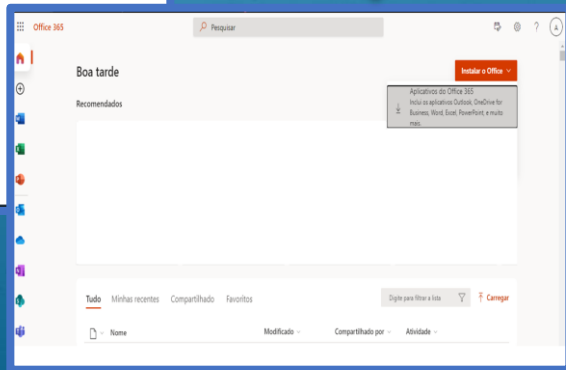 Office 365
Pesquisar
?
A
Boa tarde
Instalar o Office
Recomendados
Aplicativos do Office 365
Inclui os aplicativos Outlook, OneDrive for
Business, Word, Excel, PowerPoint, e muito
mais.
Tudo Minhas recentes Compartilhado Favoritos
Digite para filtrar a lista
Carregar
Nome Modificado Compartilhado por Atividade